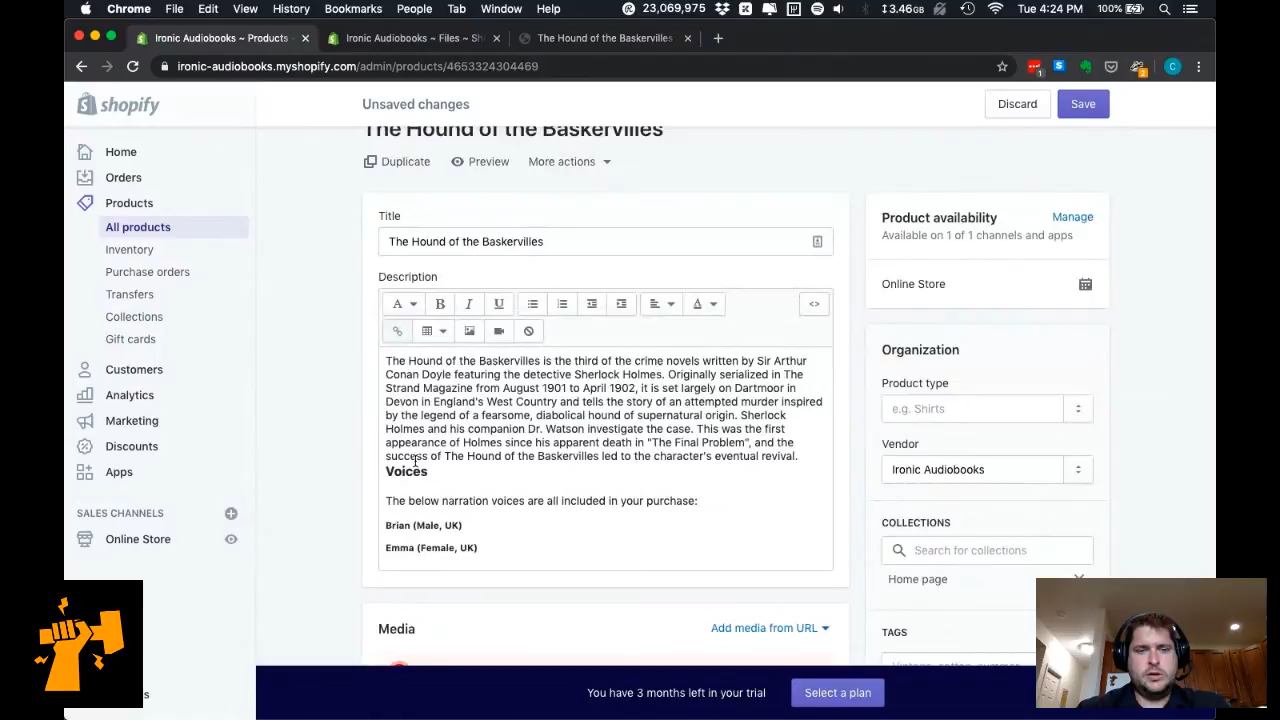 Chrome File Edit View History Bookmarks People Tab Window Help 23,069,975 3.46GB Tue 4:24 PM 100%
Ironic Audiobooks ~ Products · × Ironic Audiobooks ~ Files ~ Sh × The Hound of the Baskervilles × +
ironic-audiobooks.myshopify.com/admin/products/4653324304469
shopify
Unsaved changes
Discard
Save
The Hound of the Baskervilles
Duplicate
Preview
More actions
Home
Orders
Products
All products
Inventory
Purchase orders
Transfers
Collections
Gift cards
Customers
Analytics
Marketing
Discounts
Apps
SALES CHANNELS
Online Store
Title
The Hound of the Baskervilles
Description
A B I U A <>
The Hound of the Baskervilles is the third of the crime novels written by Sir Arthur
Conan Doyle featuring the detective Sherlock Holmes. Originally serialized in The
Strand Magazine from August 1901 to April 1902, it is set largely on Dartmoor in
Devon in England's West Country and tells the story of an attempted murder inspired
by the legend of a fearsome, diabolical hound of supernatural origin. Sherlock
Holmes and his companion Dr. Watson investigate the case. This was the first
appearance of Holmes since his apparent death in "The Final Problem", and the
success of The Hound of the Baskervilles led to the character's eventual revival.
Voices
The below narration voices are all included in your purchase:
Brian (Male, UK)
Emma (Female, UK)
Media
Add media from URL
Product availability
Manage
Available on 1 of 1 channels and apps
Online Store
Organization
Product type
e.g. Shirts
Vendor
Ironic Audiobooks
COLLECTIONS
Search for collections
Home page
TAGS
You have 3 months left in your trial
Select a plan